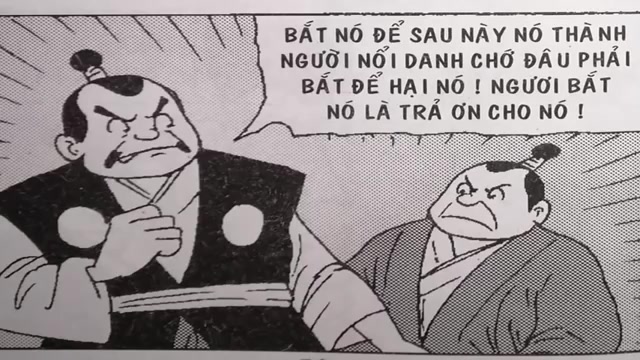 BẮT NÓ ĐỂ SAU NÀY NÓ THÀNH
NGƯỜI NỔI DANH CHỚ ĐÂU PHẢI
BẮT ĐỂ HẠI NÓ ! NGƯƠI BẮT
NÓ LÀ TRẢ ƠN CHO NÓ !